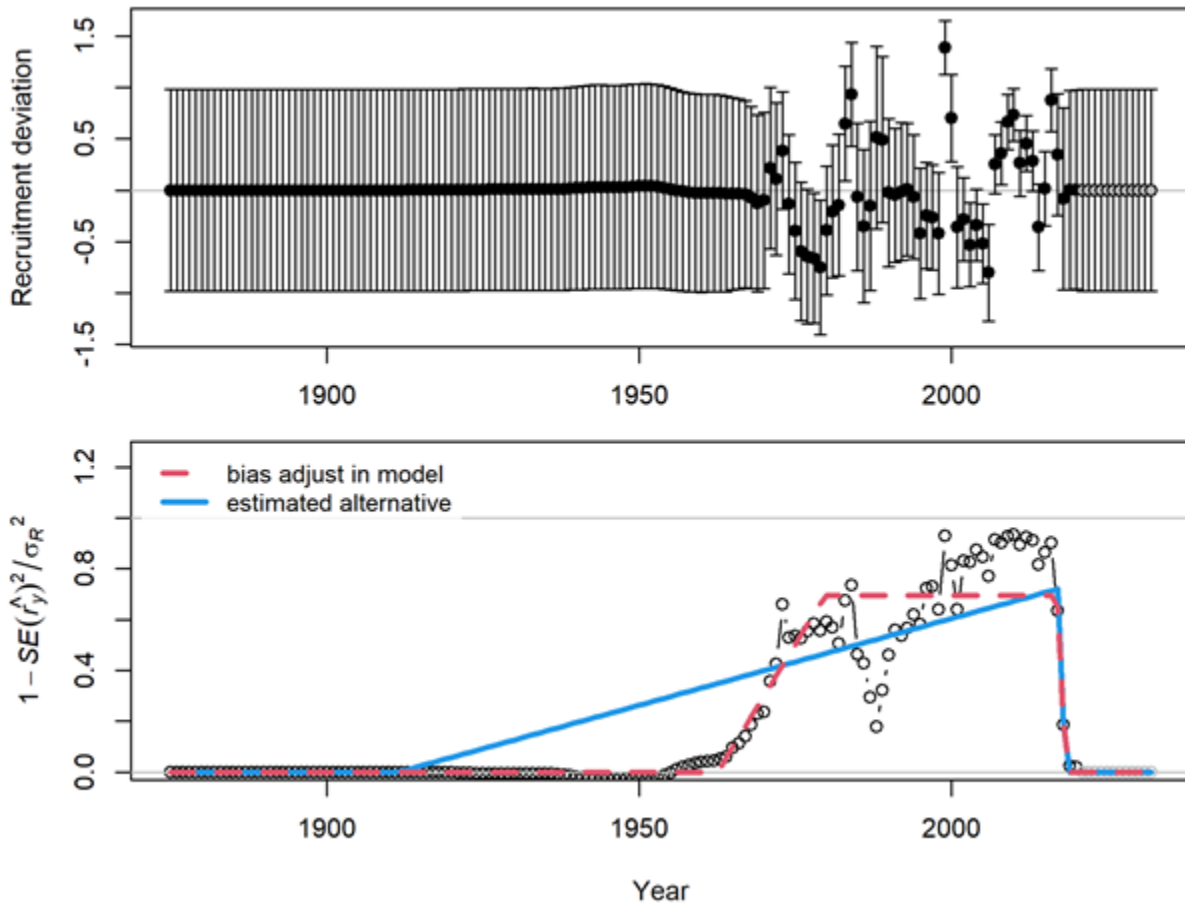 Recruitment deviation
1.5
0.5
-0.5
-1.5
1900
1950
2000
1 − SE(r̂y)²/σR²
1.2
0.8
0.4
0.0
bias adjust in model
estimated alternative
1900
1950
2000
Year